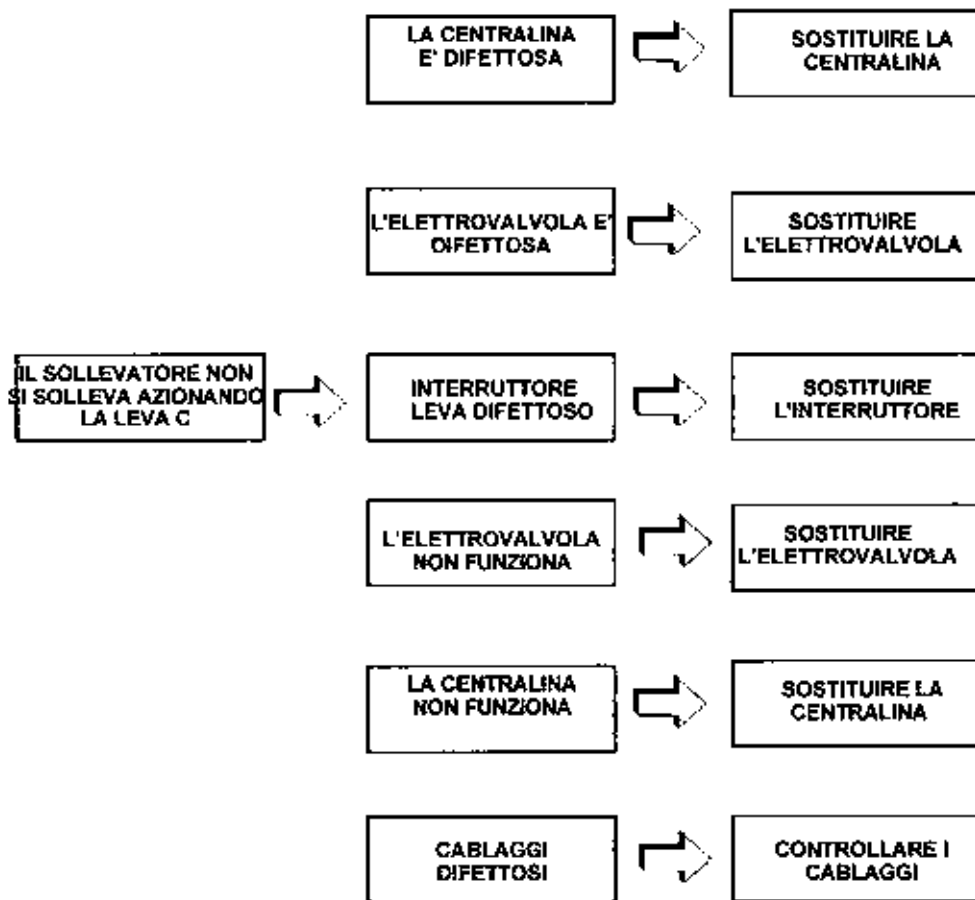 LA CENTRALINA
E' DIFETTOSA
SOSTITUIRE LA
CENTRALINA
L'ELETTROVALVOLA E'
DIFETTOSA
SOSTITUIRE
L'ELETTROVALVOLA
IL SOLLEVATORE NON
SI SOLLEVA AZIONANDO
LA LEVA C
INTERRUTTORE
LEVA DIFETTOSO
SOSTITUIRE
L'INTERRUTTORE
L'ELETTROVALVOLA
NON FUNZIONA
SOSTITUIRE
L'ELETTROVALVOLA
LA CENTRALINA
NON FUNZIONA
SOSTITUIRE LA
CENTRALINA
CABLAGGI
DIFETTOSI
CONTROLLARE I
CABLAGGI